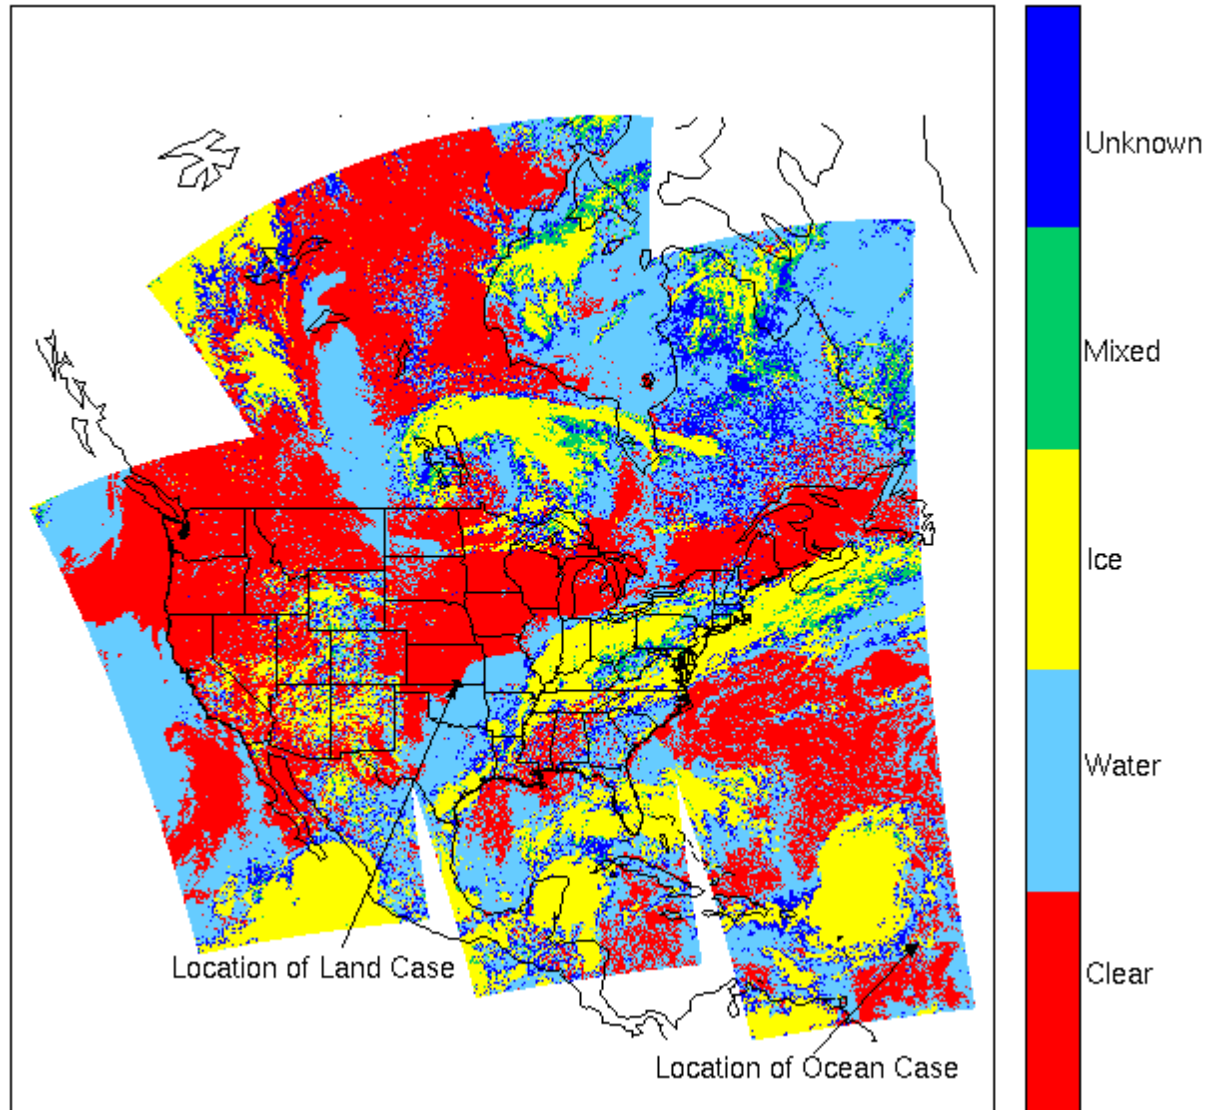 Unknown
Mixed
Ice
Water
Clear
Location of Land Case
Location of Ocean Case